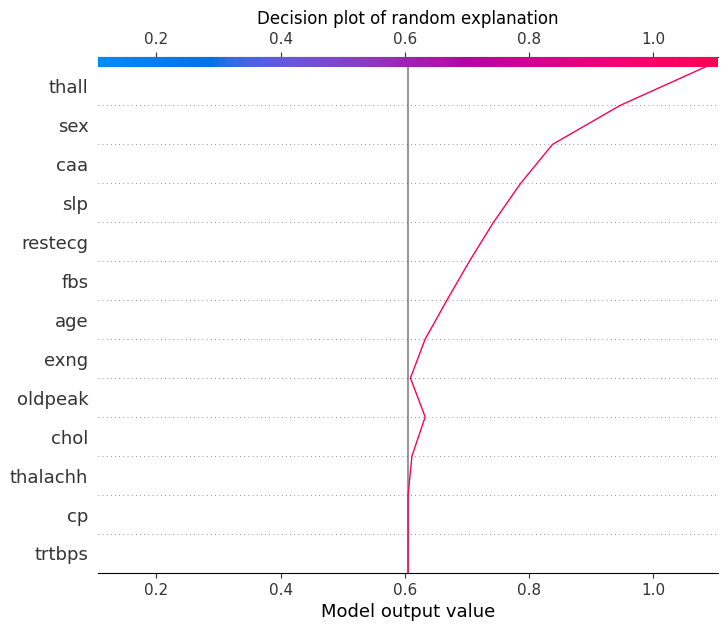 Decision plot of random explanation
0.2 0.4 0.6 0.8 1.0
thall
sex
caa
slp
restecg
fbs
age
exng
oldpeak
chol
thalachh
cp
trtbps
0.2 0.4 0.6 0.8 1.0
Model output value